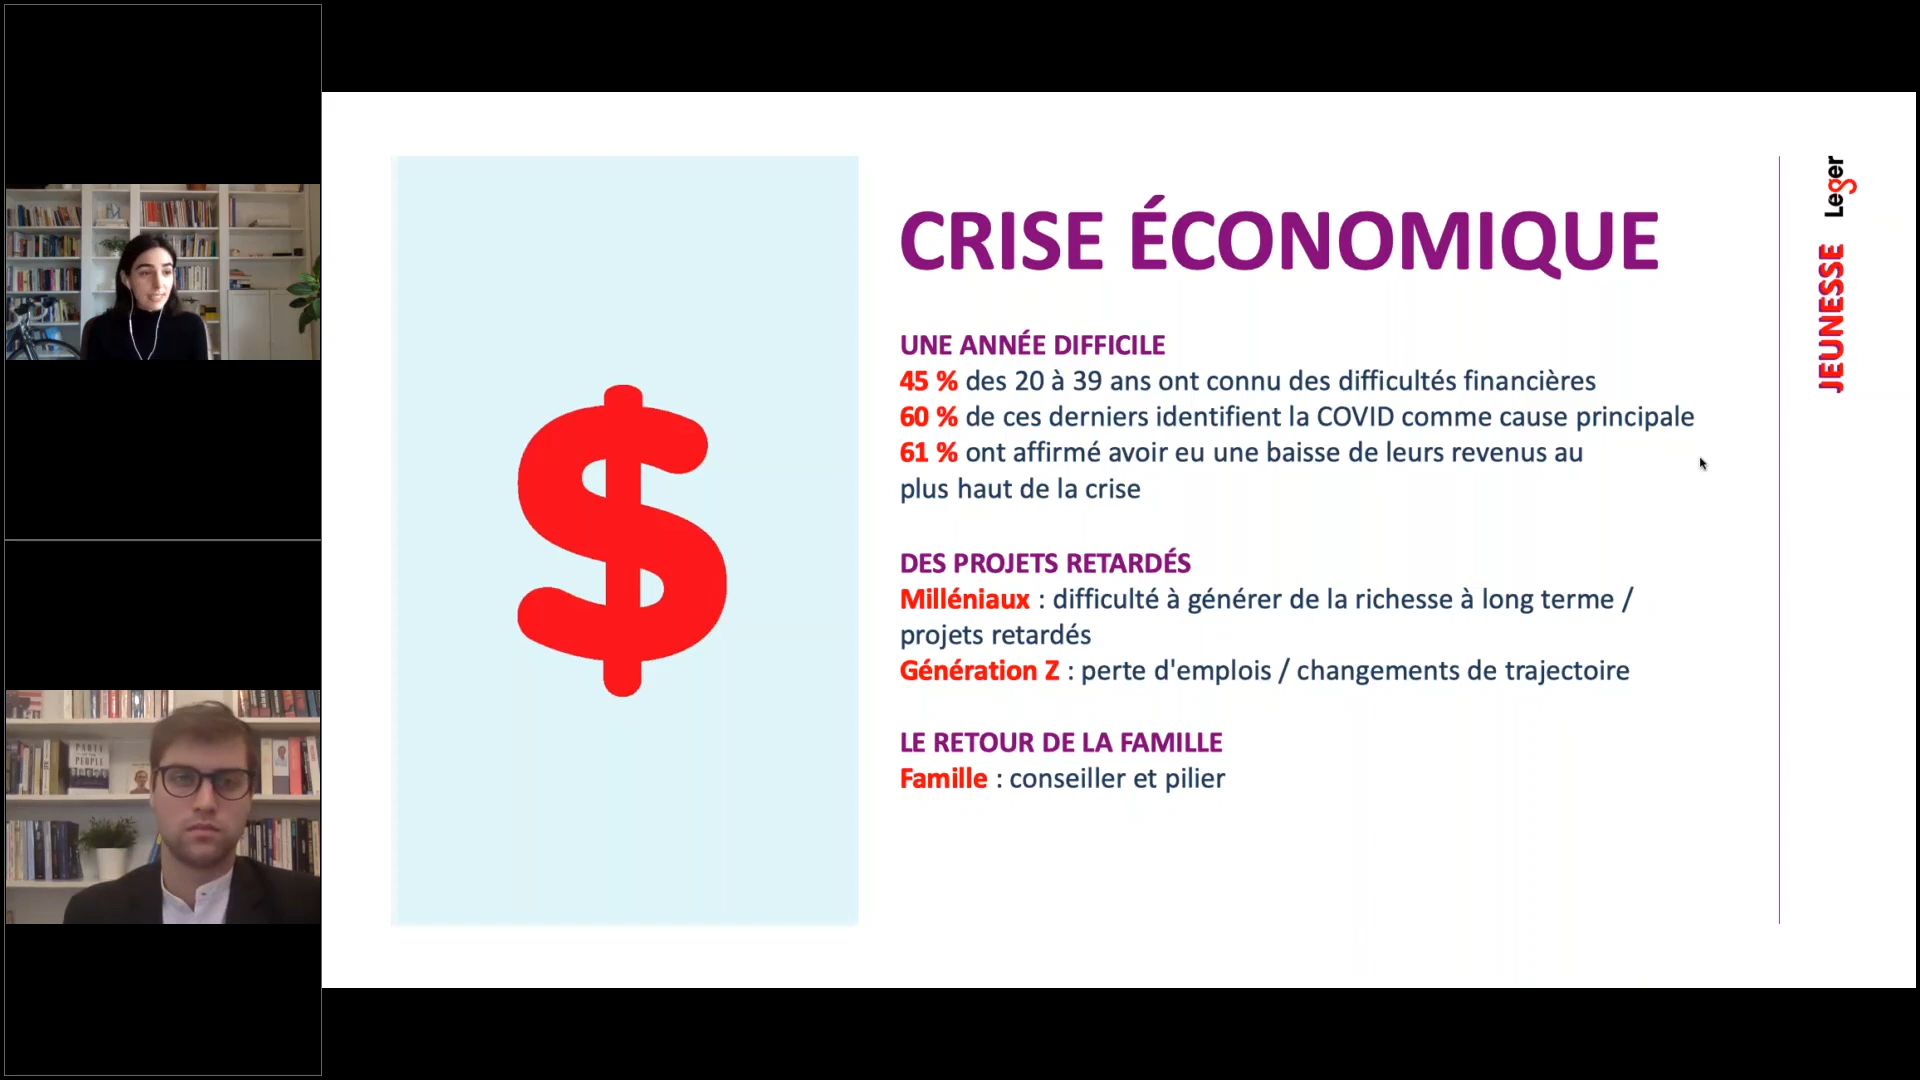 CRISE ÉCONOMIQUE
UNE ANNÉE DIFFICILE
45 % des 20 à 39 ans ont connu des difficultés financières
60 % de ces derniers identifient la COVID comme cause principale
61 % ont affirmé avoir eu une baisse de leurs revenus au
plus haut de la crise
DES PROJETS RETARDÉS
Milléniaux : difficulté à générer de la richesse à long terme /
projets retardés
Génération Z : perte d'emplois / changements de trajectoire
LE RETOUR DE LA FAMILLE
Famille : conseiller et pilier
JEUNESSE Leger
$
PARTY
PEOPLE